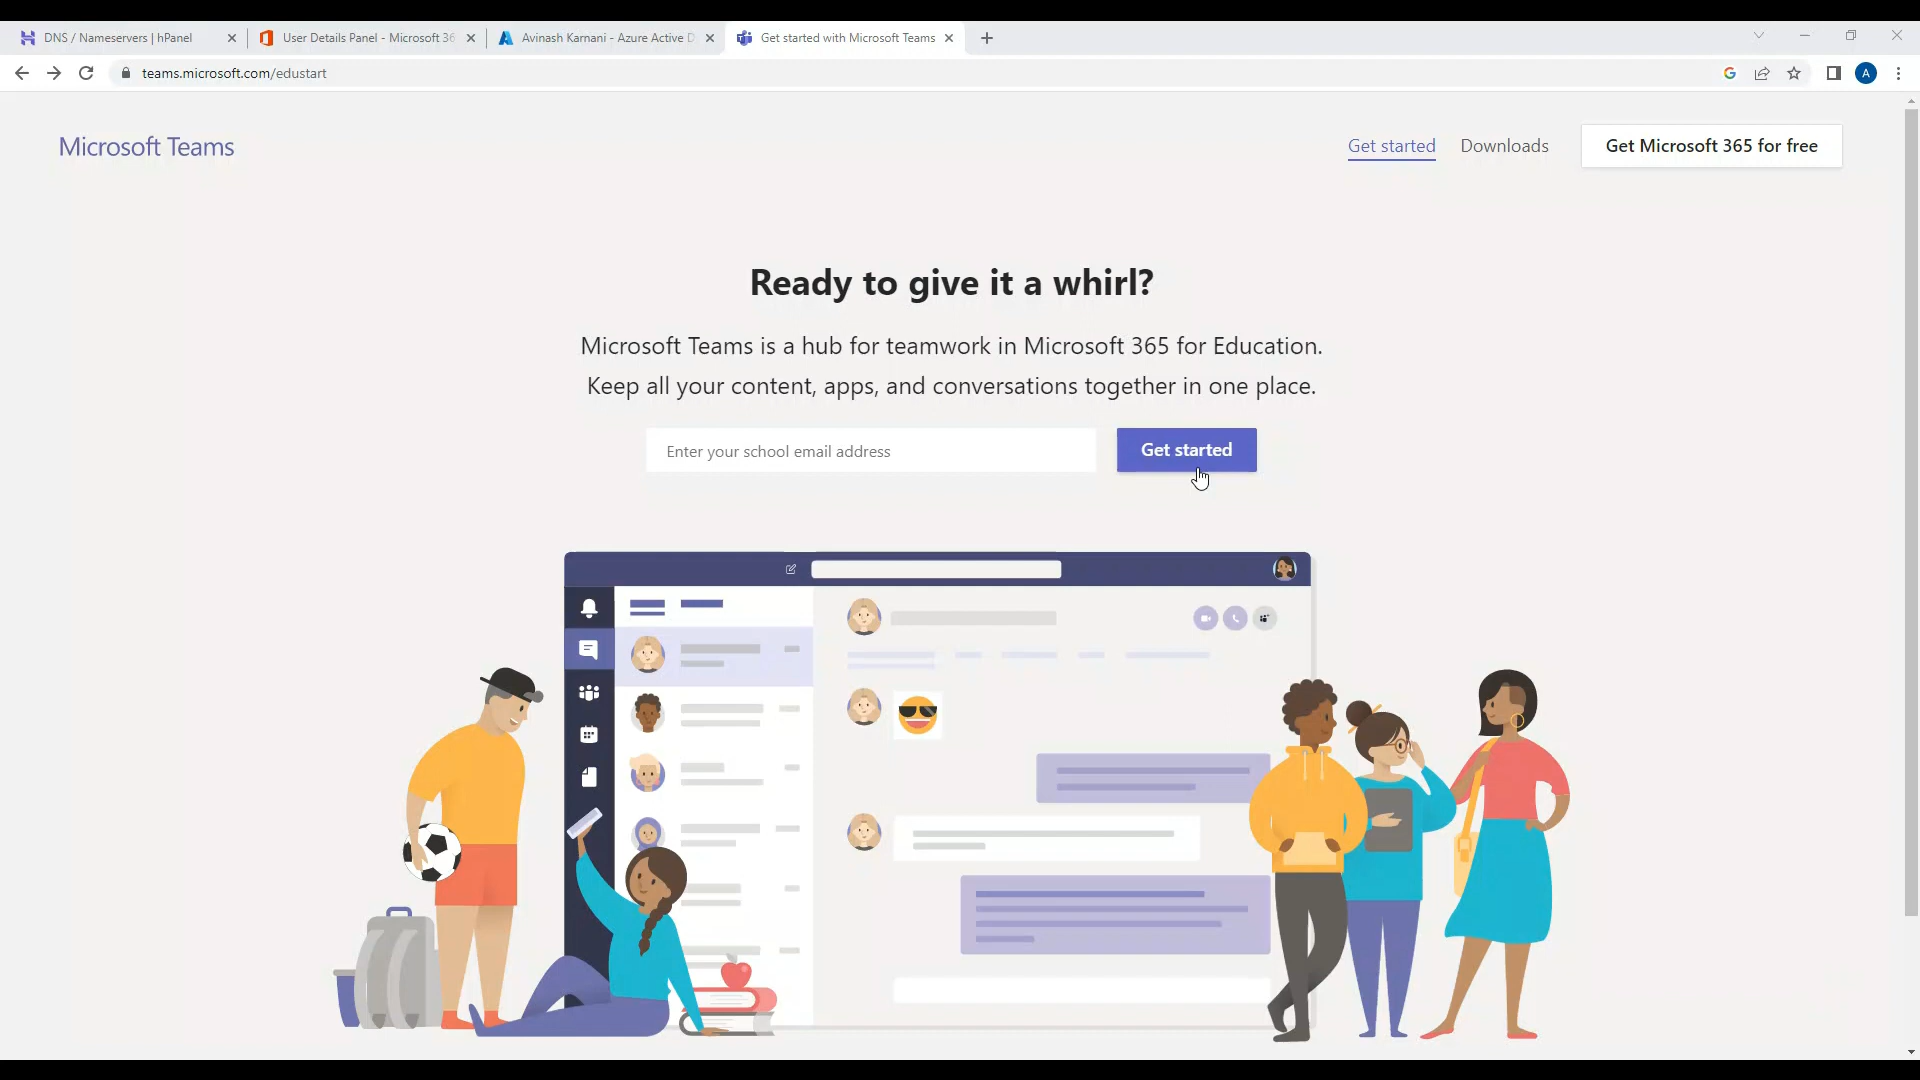 DNS / Nameservers | hPanel
User Details Panel - Microsoft 36
Avinash Karnani - Azure Active D
Get started with Microsoft Teams
teams.microsoft.com/edustart
A
Microsoft Teams
Get started
Downloads
Get Microsoft 365 for free
Ready to give it a whirl?
Microsoft Teams is a hub for teamwork in Microsoft 365 for Education.
Keep all your content, apps, and conversations together in one place.
Enter your school email address
Get started